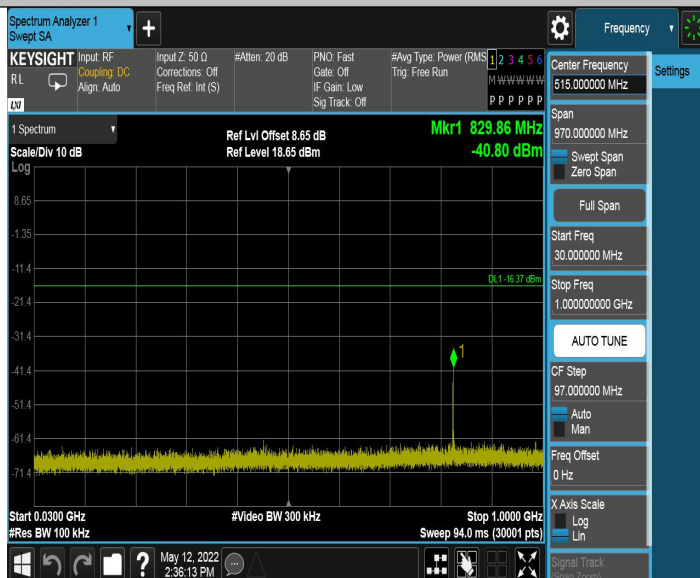 Spectrum Analyzer 1
Swept SA
+
Frequency
KEYSIGHT
RL
LXI
Input: RF
Coupling: DC
Align: Auto
Input Z: 50 Ω
Corrections: Off
Freq Ref: Int (S)
#Atten: 20 dB
PNO: Fast
Gate: Off
IF Gain: Low
Sig Track: Off
#Avg Type: Power (RMS
Trig: Free Run
1 2 3 4 5 6
M W W W W W
P P P P P P
1 Spectrum
Scale/Div 10 dB
Log
Ref Lvl Offset 8.65 dB
Ref Level 18.65 dBm
Mkr1 829.86 MHz
-40.80 dBm
8.65
-1.35
-11.4
-21.4
-31.4
-41.4
-51.4
-61.4
-71.4
DL1 -16.37 dBm
1
Start 0.0300 GHz
#Res BW 100 kHz
#Video BW 300 kHz
Stop 1.0000 GHz
Sweep 94.0 ms (30001 pts)
?
May 12, 2022
2:36:13 PM
Center Frequency
515.000000 MHz
Span
970.000000 MHz
Swept Span
Zero Span
Full Span
Start Freq
30.000000 MHz
Stop Freq
1.000000000 GHz
AUTO TUNE
CF Step
97.000000 MHz
Auto
Man
Freq Offset
0 Hz
X Axis Scale
Log
Lin
Signal Track
(Span Zoom)
Settings